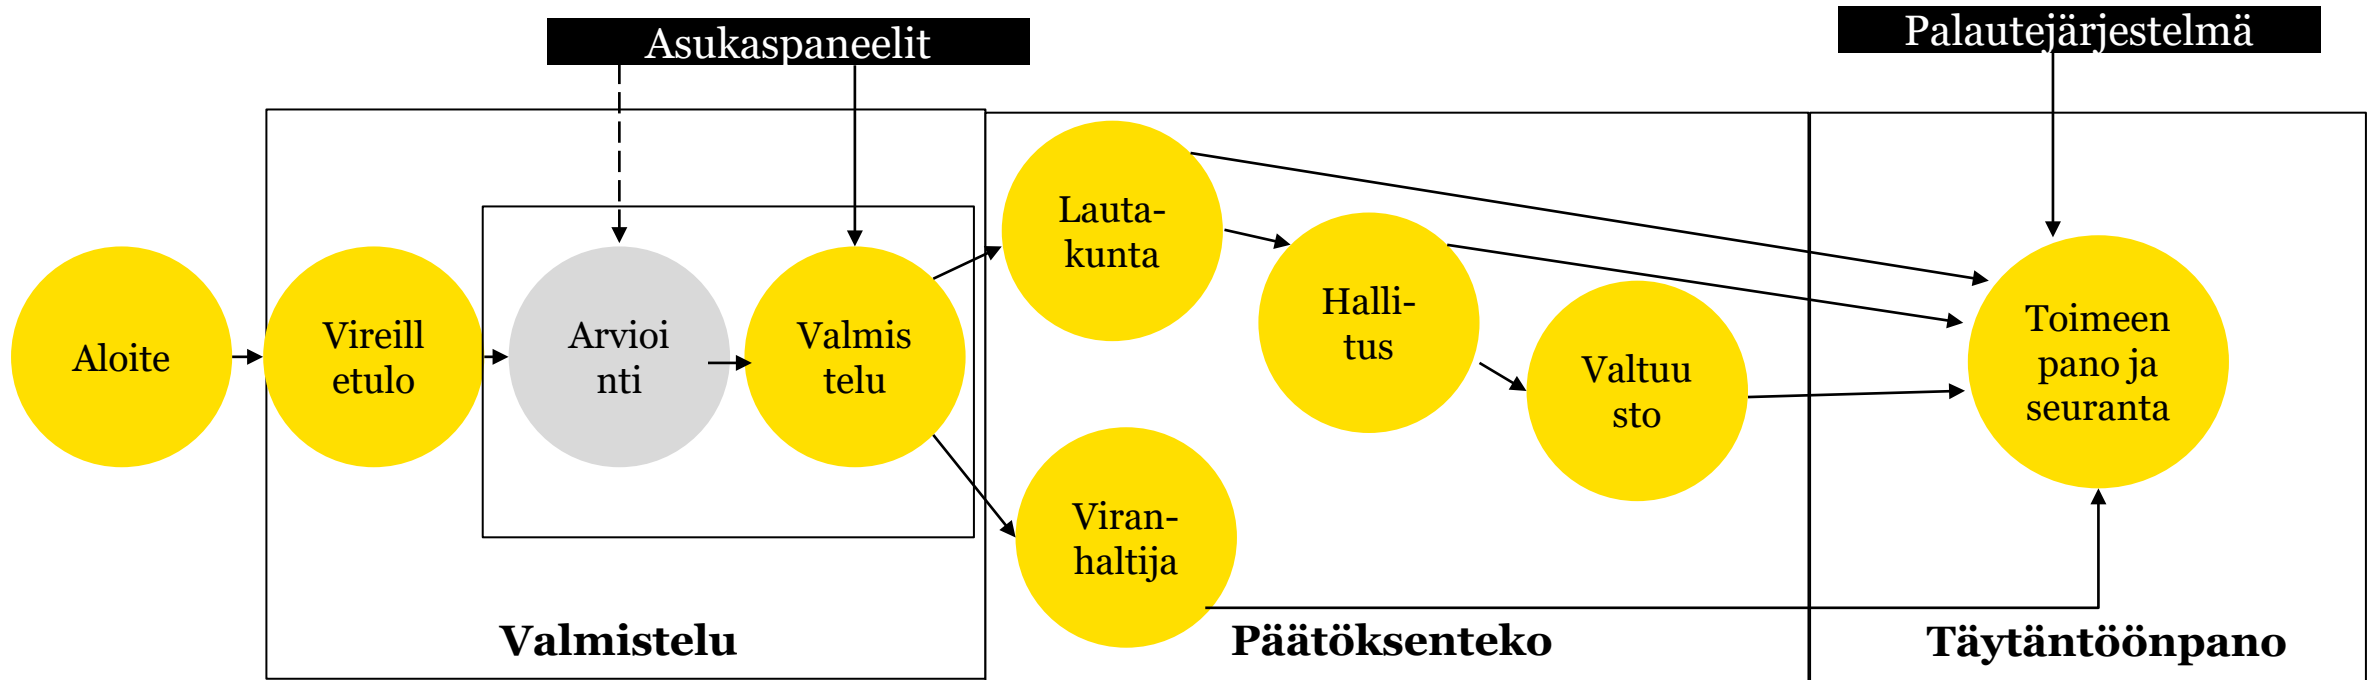 Asukaspaneelit
Palautejärjestelmä
Aloite
Vireill
etulo
Arvioi
nti
Valmis
telu
Lauta-
kunta
Halli-
tus
Valtuu
sto
Viran-
haltija
Toimeen
pano ja
seuranta
Valmistelu
Päätöksenteko
Täytäntöönpano